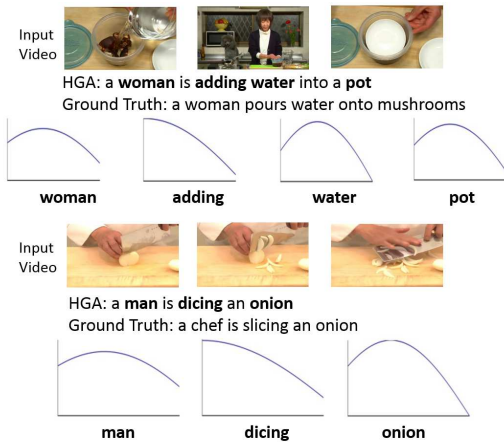 Input
Video
HGA: a woman is adding water into a pot
Ground Truth: a woman pours water onto mushrooms
woman adding water pot
Input
Video
HGA: a man is dicing an onion
Ground Truth: a chef is slicing an onion
man dicing onion